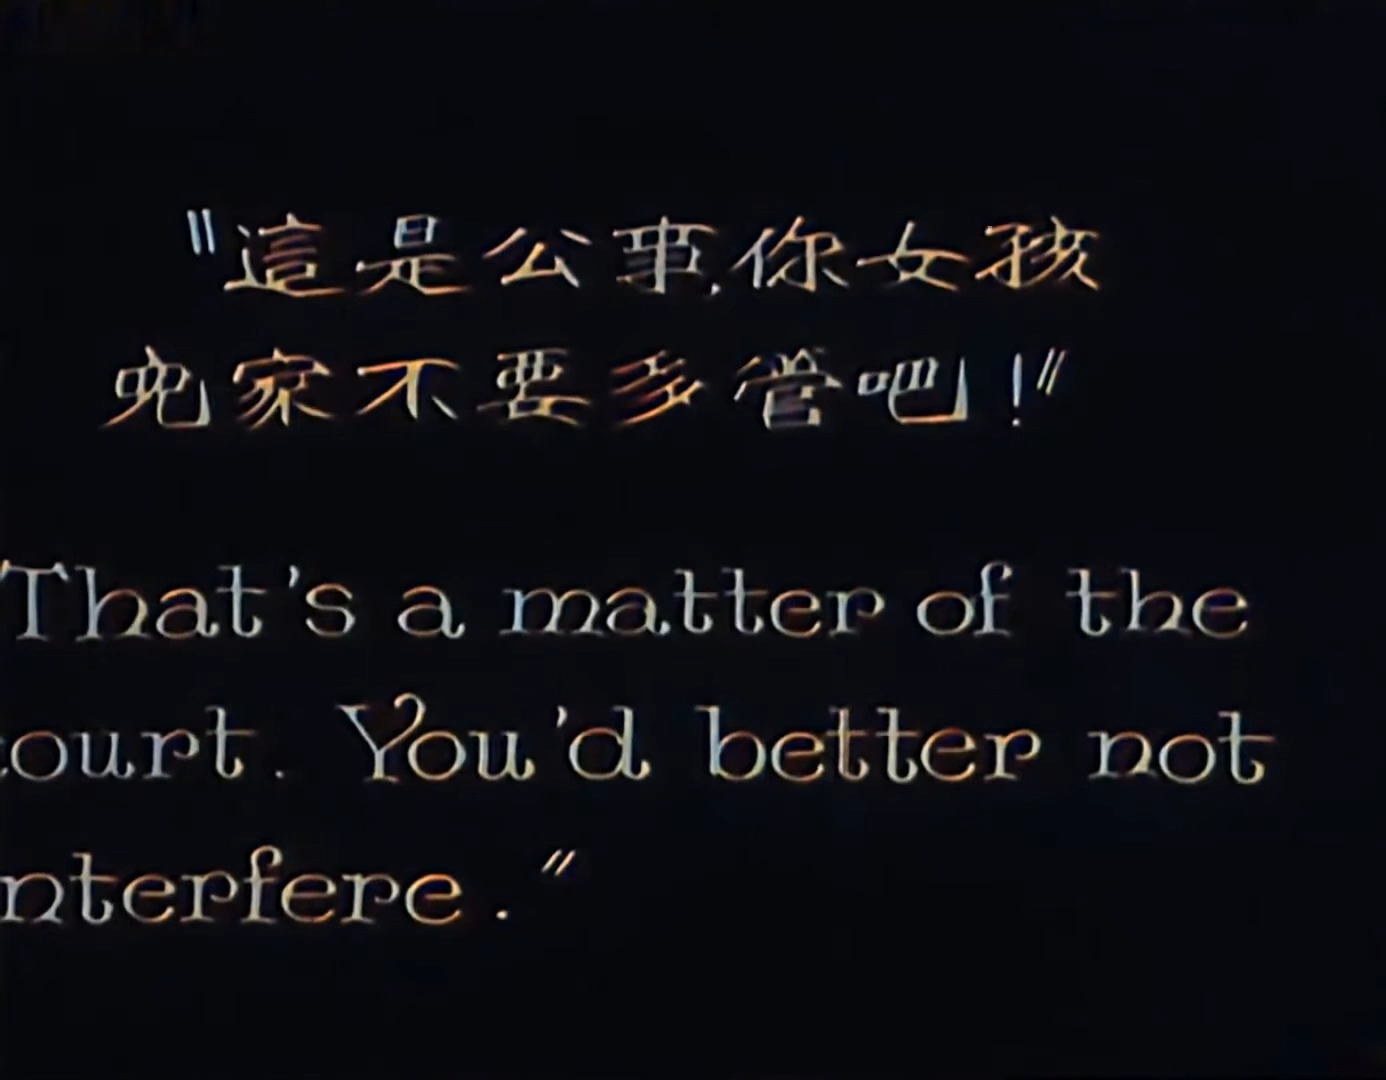 "這是公事,你女孩
兒家不要多管吧!"
That's a matter of the
court. You'd better not
nterfere."